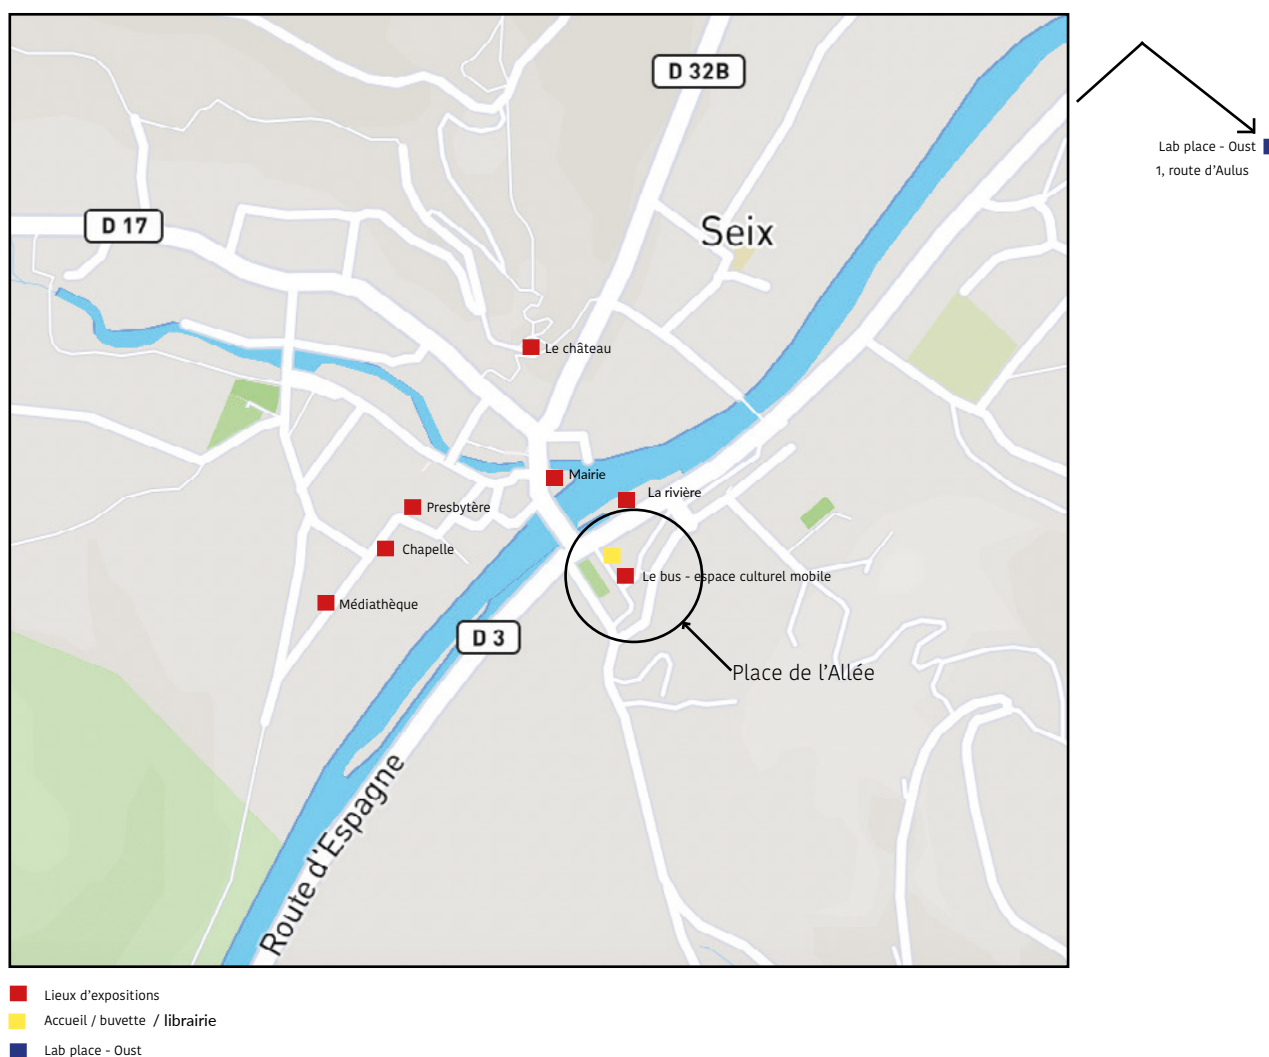 D 32B
Lab place - Oust
1, route d'Aulus
D 17
Seix
Le château
Mairie
La rivière
Presbytère
Chapelle
Le bus - espace culturel mobile
Médiathèque
D 3
Place de l'Allée
Route d'Espagne
Lieux d'expositions
Accueil / buvette / librairie
Lab place - Oust